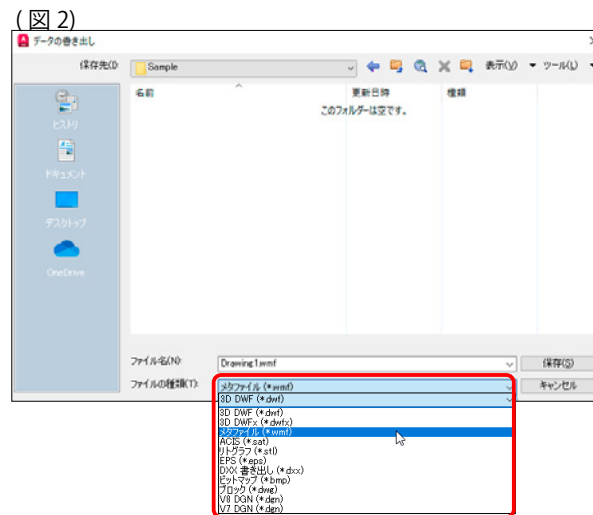 (図 2)
データの書き出し
保存先(I)
Sample
表示(V)
ツール(L)
名前
更新日時
種類
このフォルダーは空です。
ヒストリ
ドキュメント
デスクトップ
OneDrive
ファイル名(N):
Drawing1.wmf
保存(S)
ファイルの種類(T):
メタファイル (*.wmf)
キャンセル
3D DWF (*.dwf)
3D DWF (*.dwf)
3D DWFx (*.dwfx)
メタファイル (*.wmf)
ACIS (*.sat)
リトグラフ (*.stl)
EPS (*.eps)
DXX 書き出し (*.dxx)
ビットマップ (*.bmp)
ブロック (*.dwg)
V8 DGN (*.dgn)
V7 DGN (*.dgn)